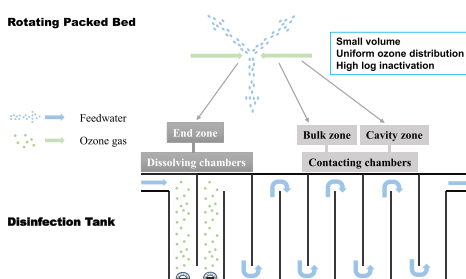 Rotating Packed Bed
Small volume
Uniform ozone distribution
High log inactivation
Feedwater
Ozone gas
End zone
Bulk zone
Cavity zone
Dissolving chambers
Contacting chambers
Disinfection Tank